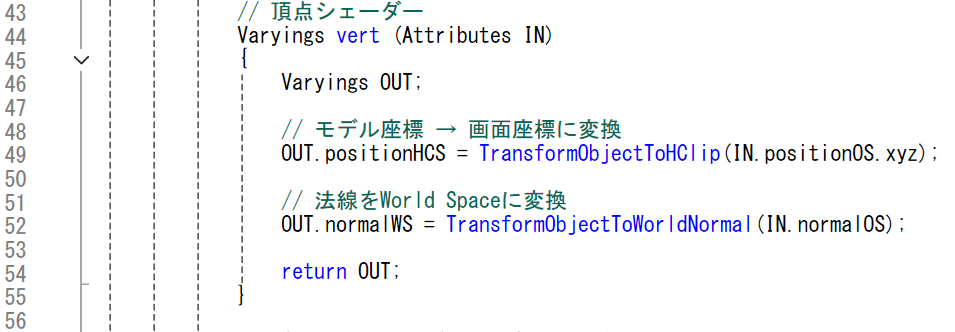 43 // 頂点シェーダー
44 Varyings vert (Attributes IN)
45 {
46 Varyings OUT;
47
48 // モデル座標 → 画面座標に変換
49 OUT.positionHCS = TransformObjectToHClip(IN.positionOS.xyz);
50
51 // 法線をWorld Spaceに変換
52 OUT.normalWS = TransformObjectToWorldNormal(IN.normalOS);
53
54 return OUT;
55 }
56